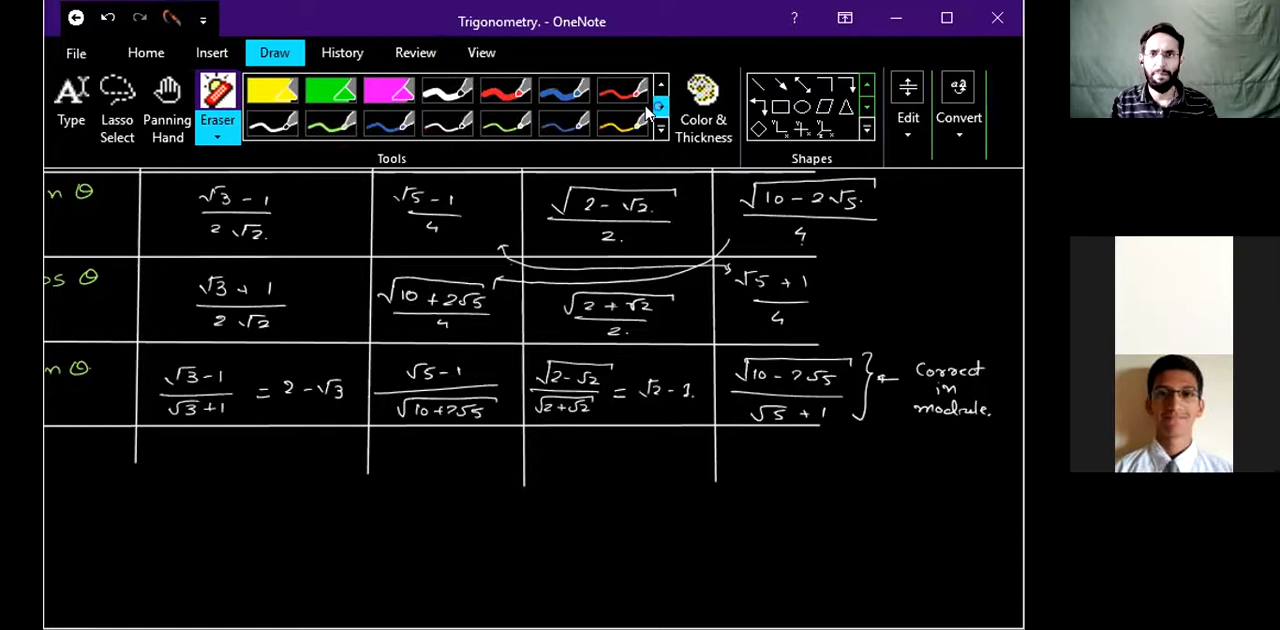 Trigonometry. - OneNote
?
File Home Insert Draw History Review View
Type
Lasso Select
Panning Hand
Eraser
Color & Thickness
Edit
Convert
Tools
Shapes
n θ
(√3 - 1)/(2√2.)
(√5 - 1)/4
√(2 - √2.)/2.
√(10 - 2√5.)/4
os θ
(√3 + 1)/(2√2)
√(10 + 2√5)/4
√(2 + √2)/2.
(√5 + 1)/4
n θ
(√3 - 1)/(√3 + 1) = 2 - √3
(√5 - 1)/√(10 + 2√5)
√(2 - √2)/√(2 + √2) = √2 - 1.
√(10 - 2√5)/(√5 + 1)
} ← Correct
in
module.